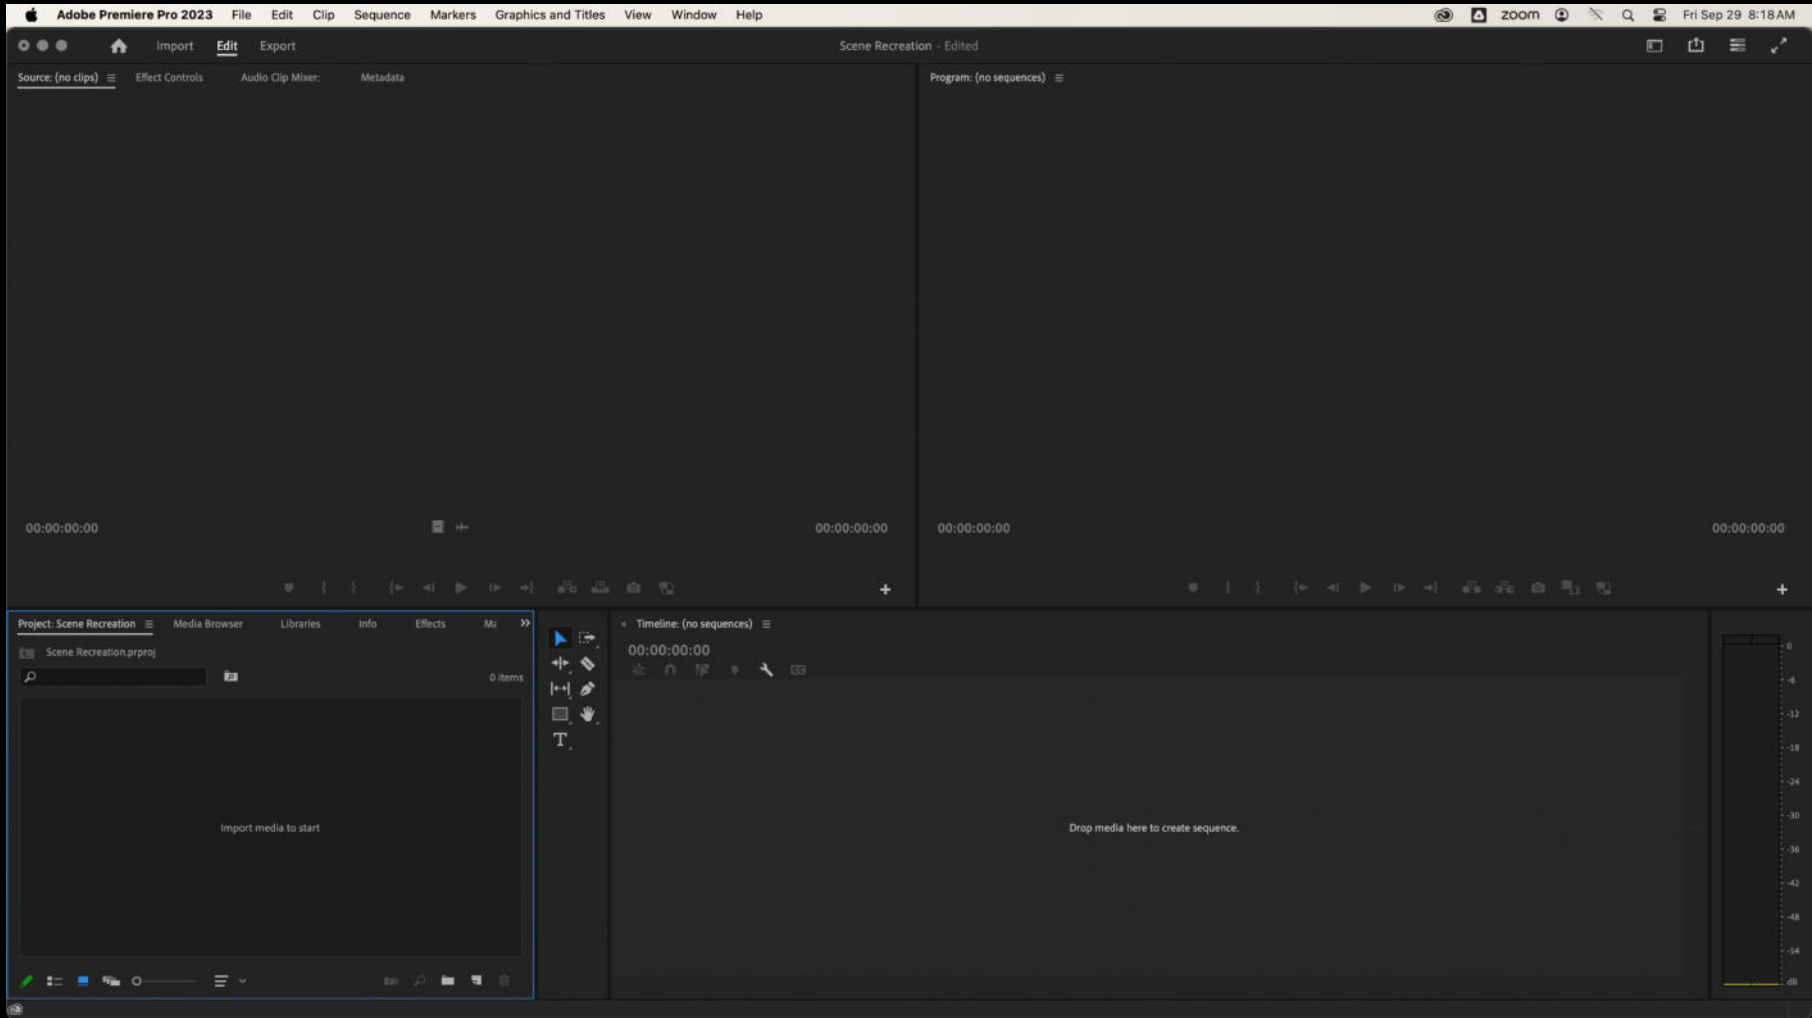 Adobe Premiere Pro 2023 File Edit Clip Sequence Markers Graphics and Titles View Window Help zoom Fri Sep 29 8:18 AM
Import Edit Export Scene Recreation - Edited
Source: (no clips) Effect Controls Audio Clip Mixer: Metadata Program: (no sequences)
00:00:00:00 00:00:00:00 00:00:00:00 00:00:00:00
Project: Scene Recreation Media Browser Libraries Info Effects Ma Timeline: (no sequences)
Scene Recreation.prproj 00:00:00:00
0 items
Import media to start Drop media here to create sequence.
T
0
-6
-12
-18
-24
-30
-36
-42
-48
-54
dB